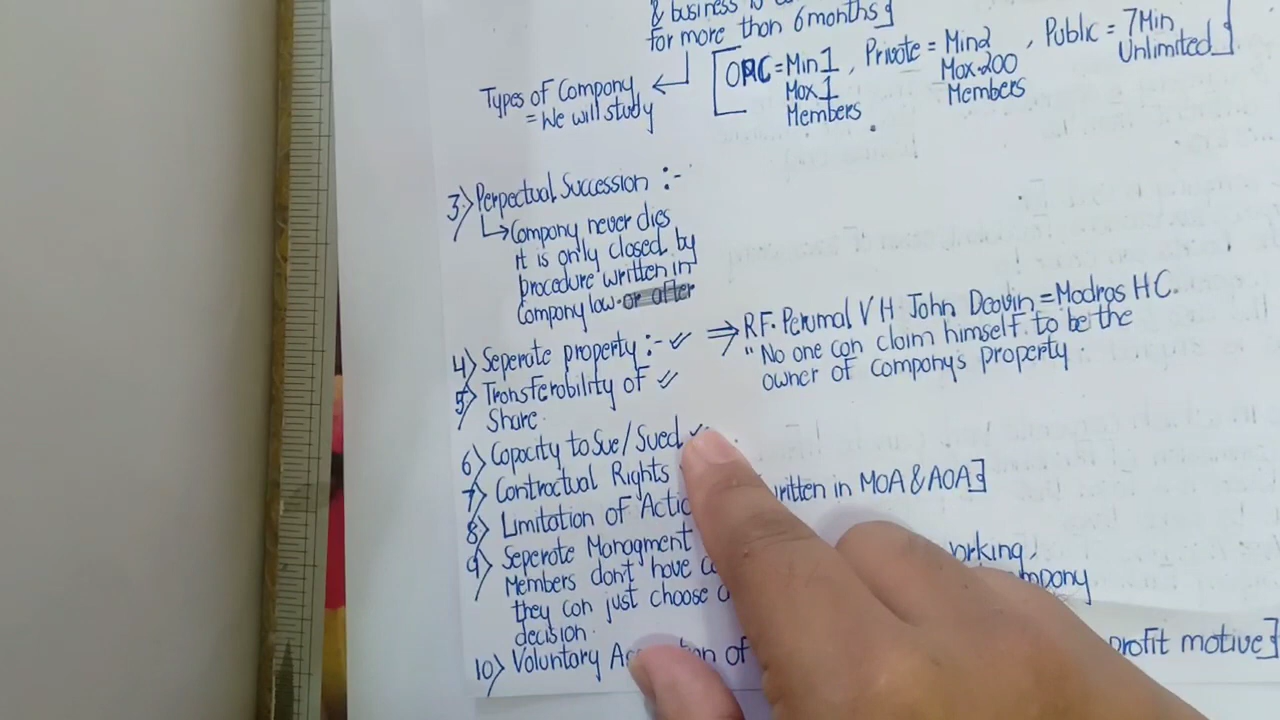 & business is
for more than 6 months]
Types of Company
= We will study
[OPC = Min 1 , Private = Min 2 , Public = 7 Min
Max 1 Max. 200 Unlimited]
Members Members
3) Perpectual Succession :-
Company never dies
it is only closed by
procedure written in
Company law. or after
4) Seperate property :- ✓ ⇒ RF. Perumal V H John Deavin = Madras HC.
"No one can claim himself to be the
owner of company's property.
5) Transferability of ✓
Share.
6) Capacity to Sue/Sued ✓
7) Contractual Rights
8) Limitation of written in MOA & AOA]
9) Seperate Managment
Members don't have
they can just choose
decision.
10) Voluntary of profit motive]